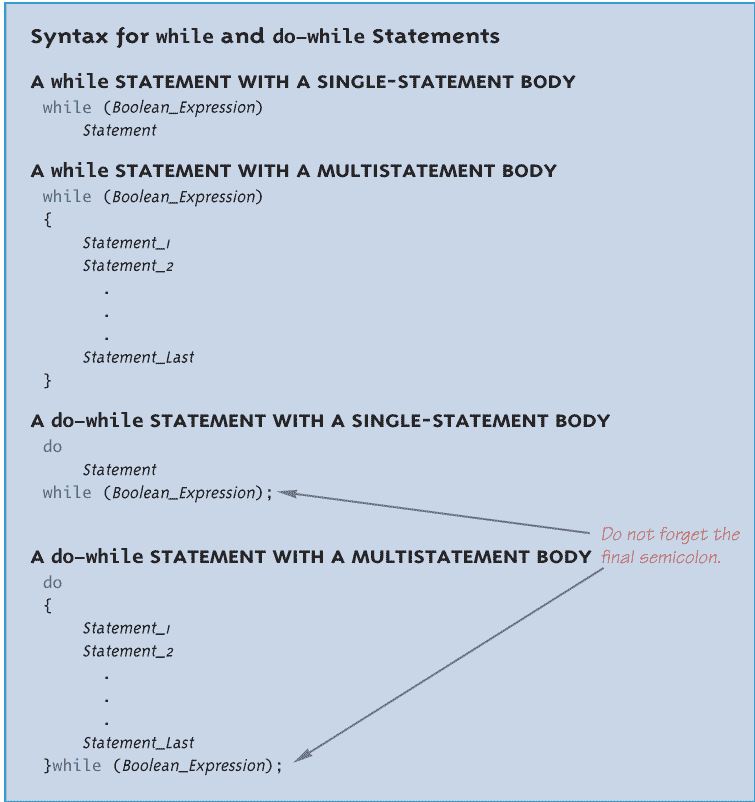 Syntax for while and do–while Statements
A while STATEMENT WITH A SINGLE-STATEMENT BODY
while (Boolean_Expression)
Statement
A while STATEMENT WITH A MULTISTATEMENT BODY
while (Boolean_Expression)
{
Statement_1
Statement_2
.
.
.
Statement_Last
}
A do–while STATEMENT WITH A SINGLE-STATEMENT BODY
do
Statement
while (Boolean_Expression);
Do not forget the
final semicolon.
A do–while STATEMENT WITH A MULTISTATEMENT BODY
do
{
Statement_1
Statement_2
.
.
.
Statement_Last
}while (Boolean_Expression);